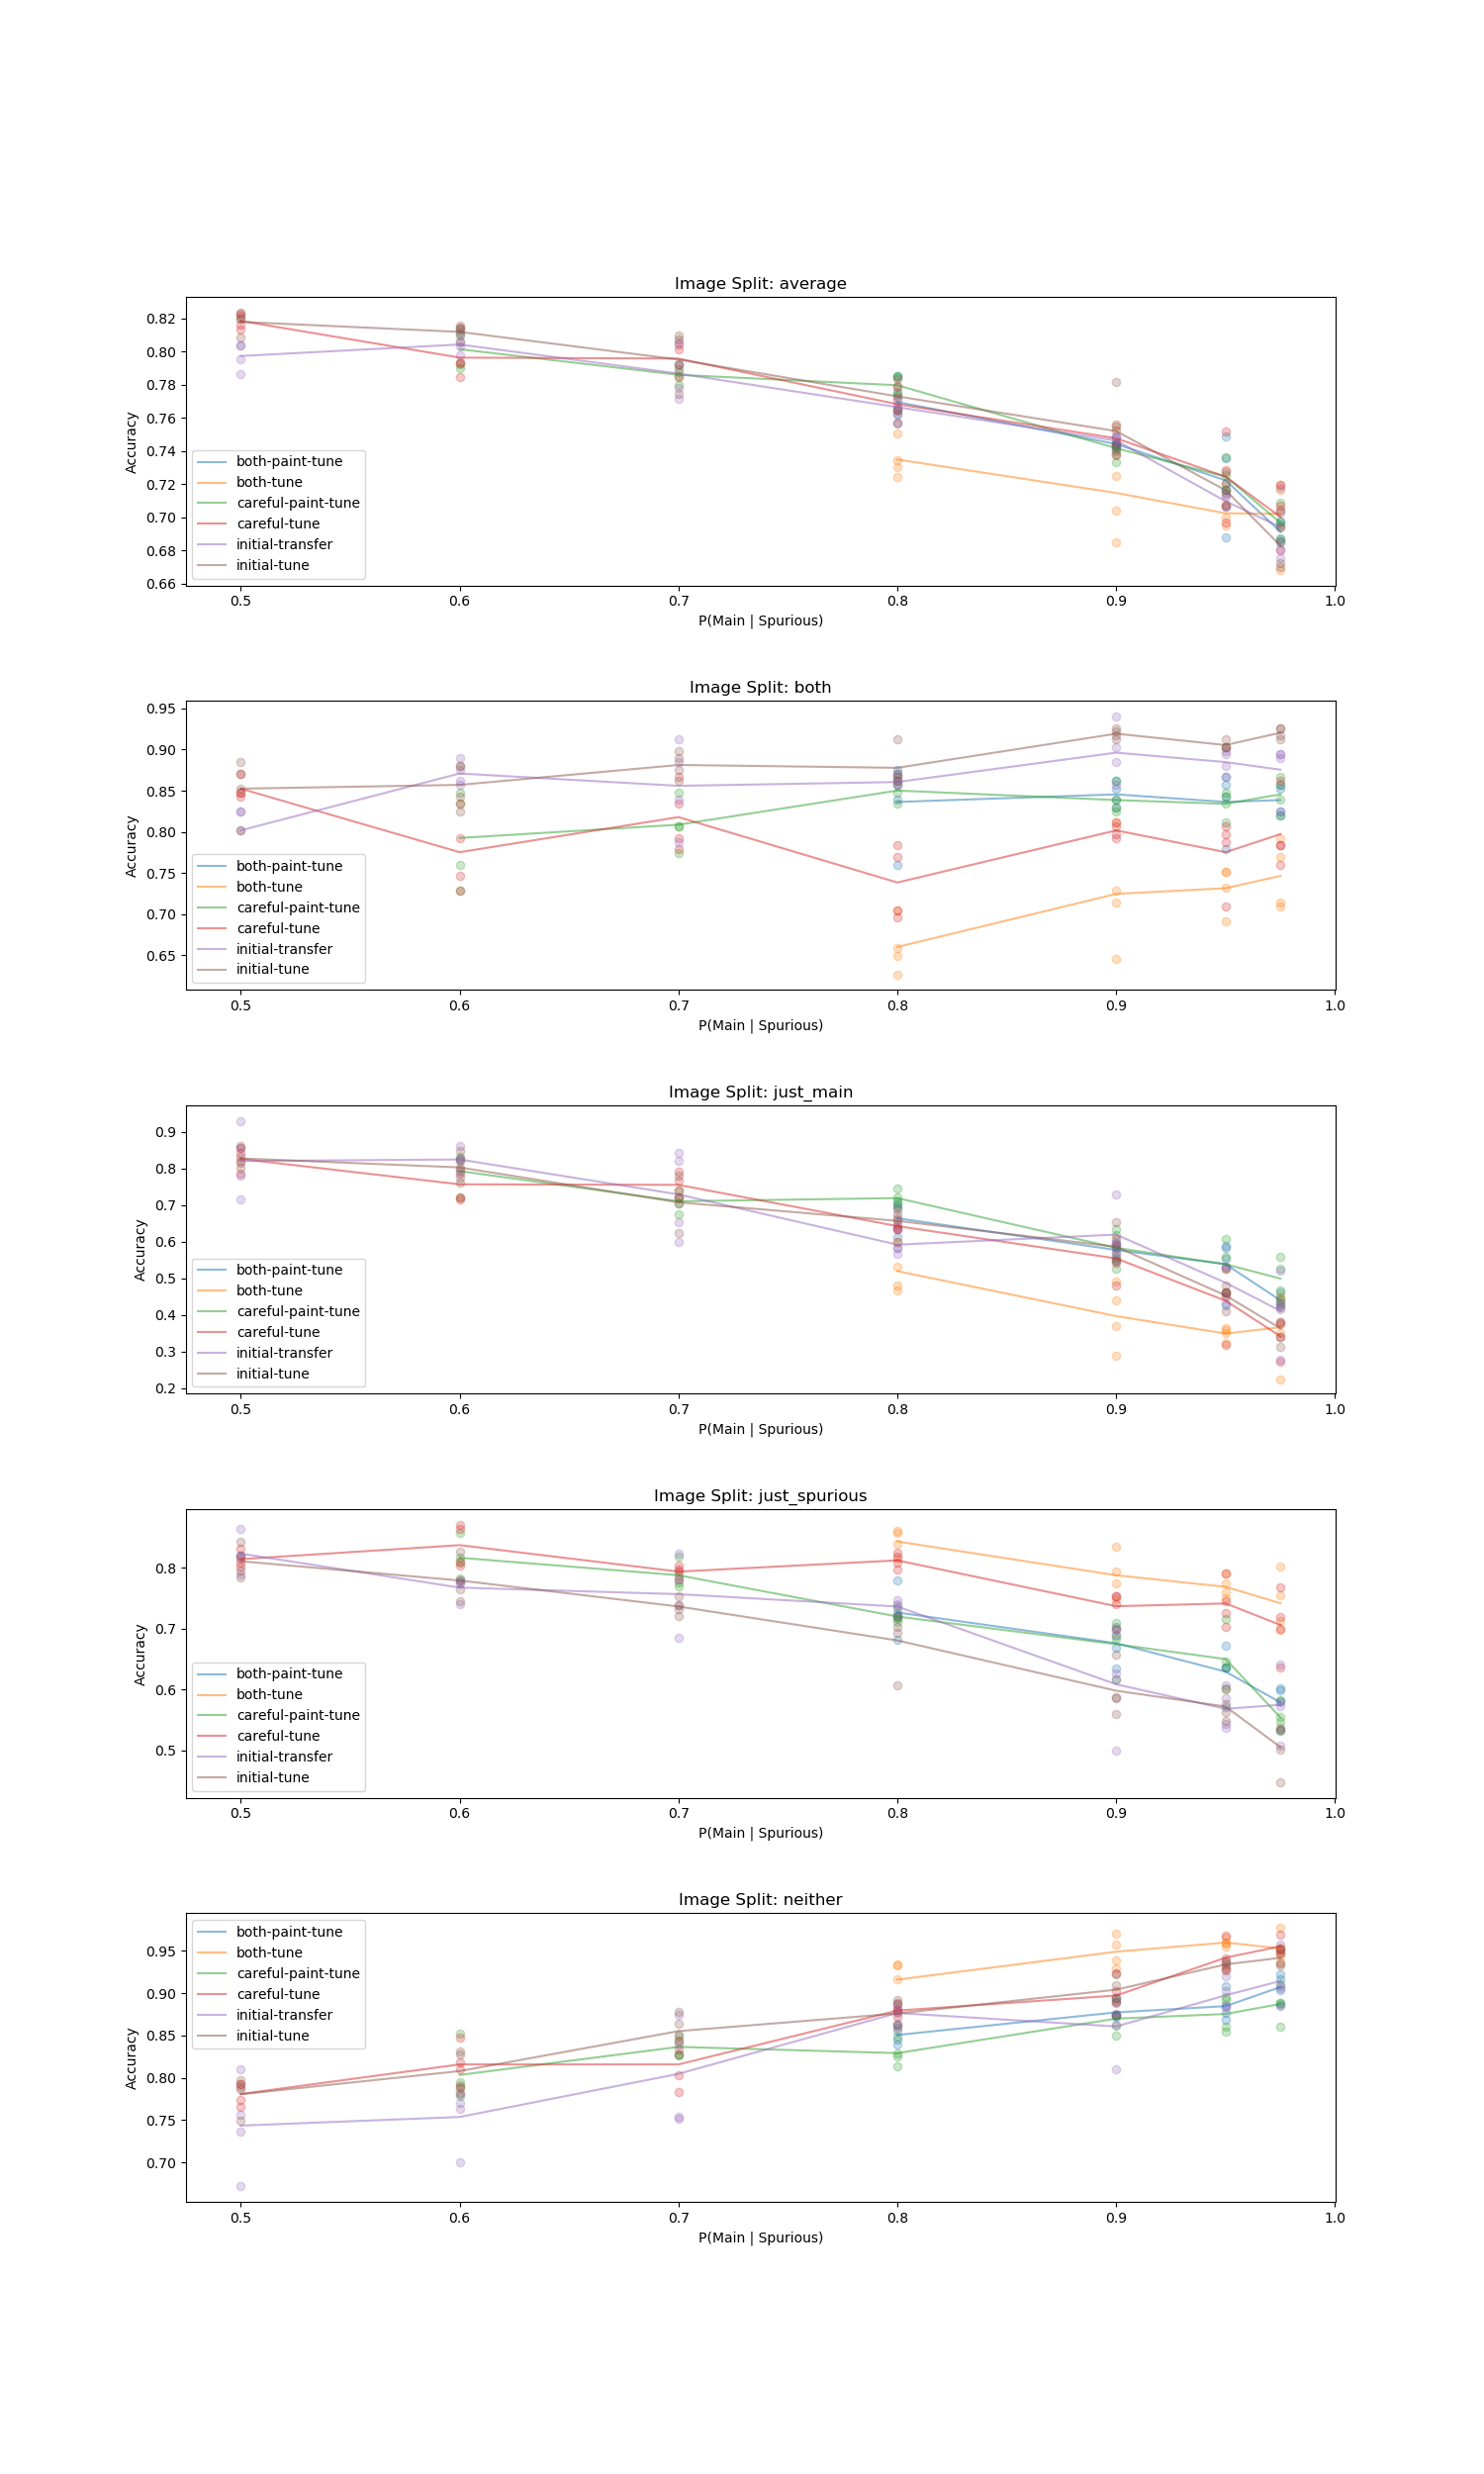 Image Split: average
0.82
0.80
0.78
0.76
0.74
0.72
0.70
0.68
0.66
Accuracy
both-paint-tune
both-tune
careful-paint-tune
careful-tune
initial-transfer
initial-tune
0.5 0.6 0.7 0.8 0.9 1.0
P(Main | Spurious)
Image Split: both
0.95
0.90
0.85
0.80
0.75
0.70
0.65
Accuracy
both-paint-tune
both-tune
careful-paint-tune
careful-tune
initial-transfer
initial-tune
0.5 0.6 0.7 0.8 0.9 1.0
P(Main | Spurious)
Image Split: just_main
0.9
0.8
0.7
0.6
0.5
0.4
0.3
0.2
Accuracy
both-paint-tune
both-tune
careful-paint-tune
careful-tune
initial-transfer
initial-tune
0.5 0.6 0.7 0.8 0.9 1.0
P(Main | Spurious)
Image Split: just_spurious
0.8
0.7
0.6
0.5
Accuracy
both-paint-tune
both-tune
careful-paint-tune
careful-tune
initial-transfer
initial-tune
0.5 0.6 0.7 0.8 0.9 1.0
P(Main | Spurious)
Image Split: neither
0.95
0.90
0.85
0.80
0.75
0.70
Accuracy
both-paint-tune
both-tune
careful-paint-tune
careful-tune
initial-transfer
initial-tune
0.5 0.6 0.7 0.8 0.9 1.0
P(Main | Spurious)